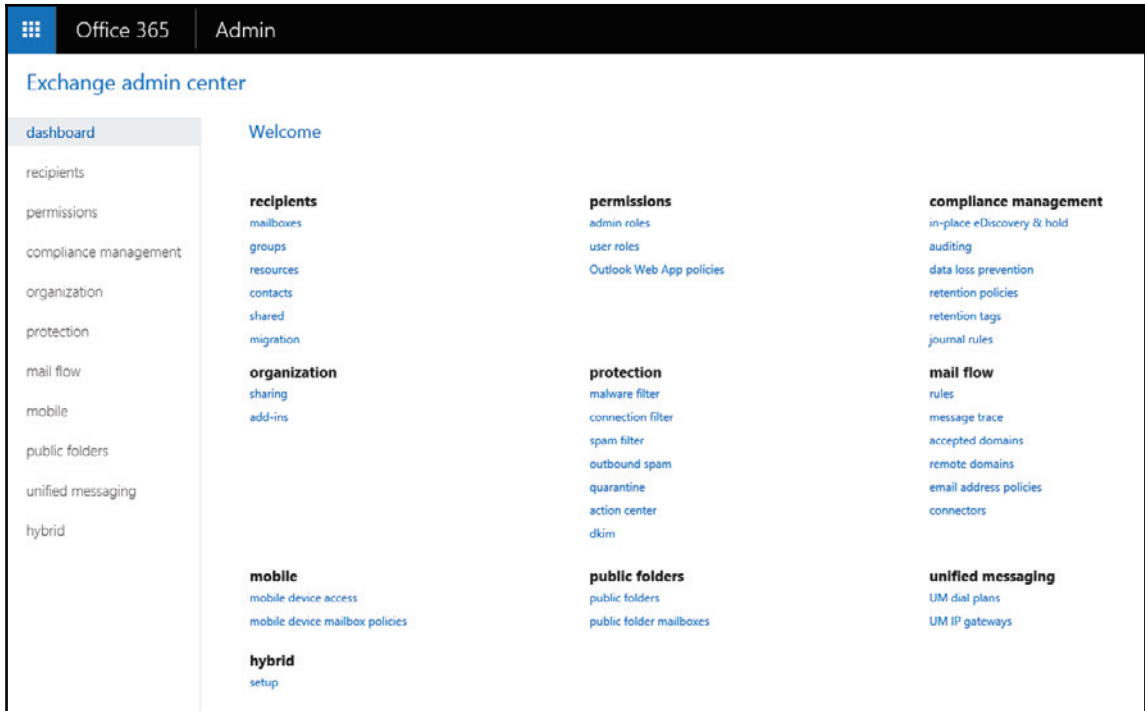 Office 365 Admin
Exchange admin center
dashboard
recipients
permissions
compliance management
organization
protection
mail flow
mobile
public folders
unified messaging
hybrid
Welcome
recipients
mailboxes
groups
resources
contacts
shared
migration
permissions
admin roles
user roles
Outlook Web App policies
compliance management
in-place eDiscovery & hold
auditing
data loss prevention
retention policies
retention tags
journal rules
organization
sharing
add-ins
protection
malware filter
connection filter
spam filter
outbound spam
quarantine
action center
dkim
mail flow
rules
message trace
accepted domains
remote domains
email address policies
connectors
mobile
mobile device access
mobile device mailbox policies
public folders
public folders
public folder mailboxes
unified messaging
UM dial plans
UM IP gateways
hybrid
setup